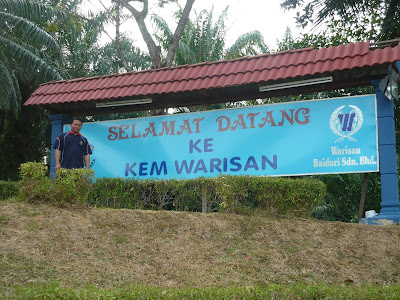 SELAMAT DATANG
KE
KEM WARISAN
Warisan
Baiduri Sdn. Bhd.